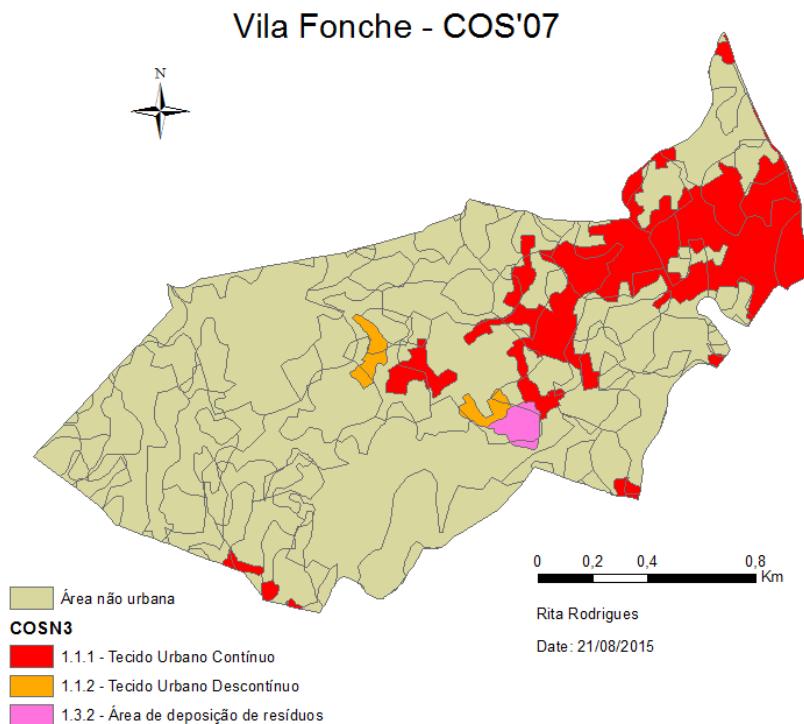 Vila Fonche - COS'07
N
0 0,2 0,4 0,8
Km
Rita Rodrigues
Date: 21/08/2015
Área não urbana
COSN3
1.1.1 - Tecido Urbano Contínuo
1.1.2 - Tecido Urbano Descontínuo
1.3.2 - Área de deposição de resíduos